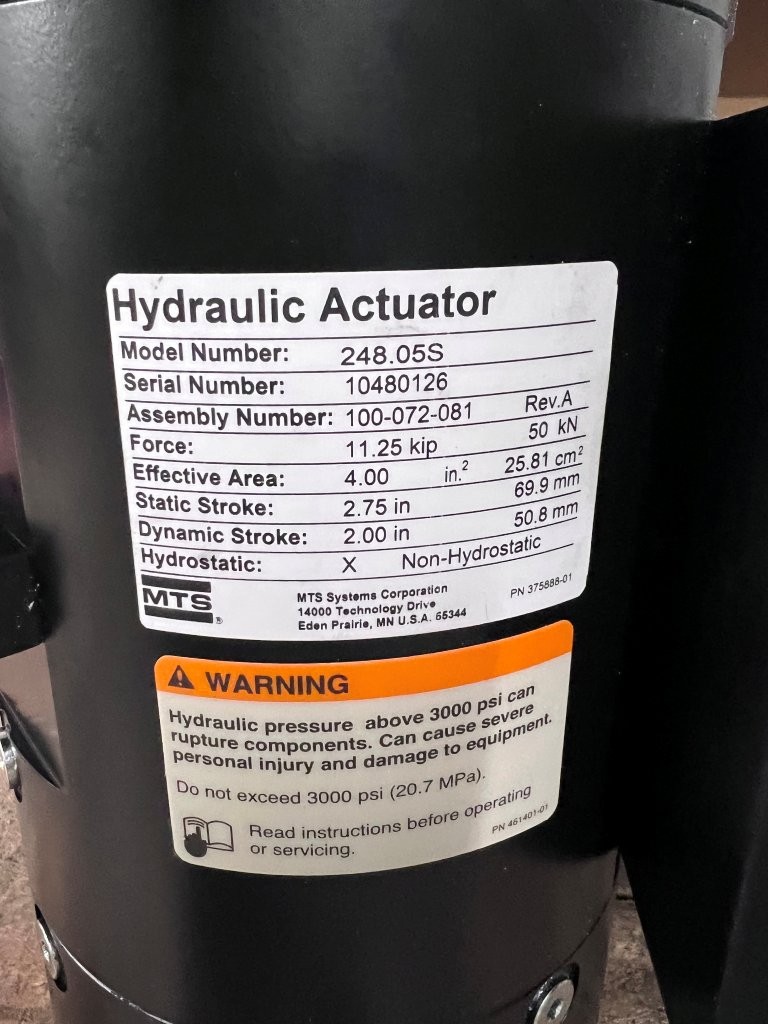 Hydraulic Actuator
Model Number: 248.05S
Serial Number: 10480126
Assembly Number: 100-072-081 Rev.A
Force: 11.25 kip 50 kN
Effective Area: 4.00 in.² 25.81 cm²
Static Stroke: 2.75 in 69.9 mm
Dynamic Stroke: 2.00 in 50.8 mm
Hydrostatic: X Non-Hydrostatic
MTS ®
MTS Systems Corporation
14000 Technology Drive
Eden Prairie, MN U.S.A. 55344
PN 375888-01
WARNING
Hydraulic pressure above 3000 psi can
rupture components. Can cause severe
personal injury and damage to equipment.
Do not exceed 3000 psi (20.7 MPa).
Read instructions before operating
or servicing.
PN 461401-01